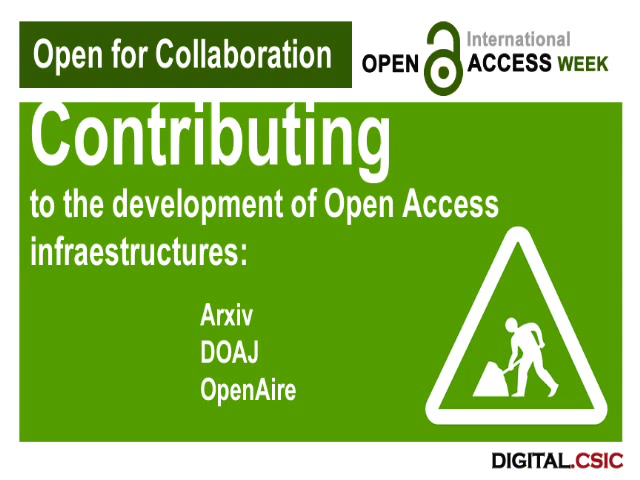 Open for Collaboration
International
OPEN ACCESS WEEK
Contributing
to the development of Open Access
infraestructures:
Arxiv
DOAJ
OpenAire
DIGITAL.CSIC